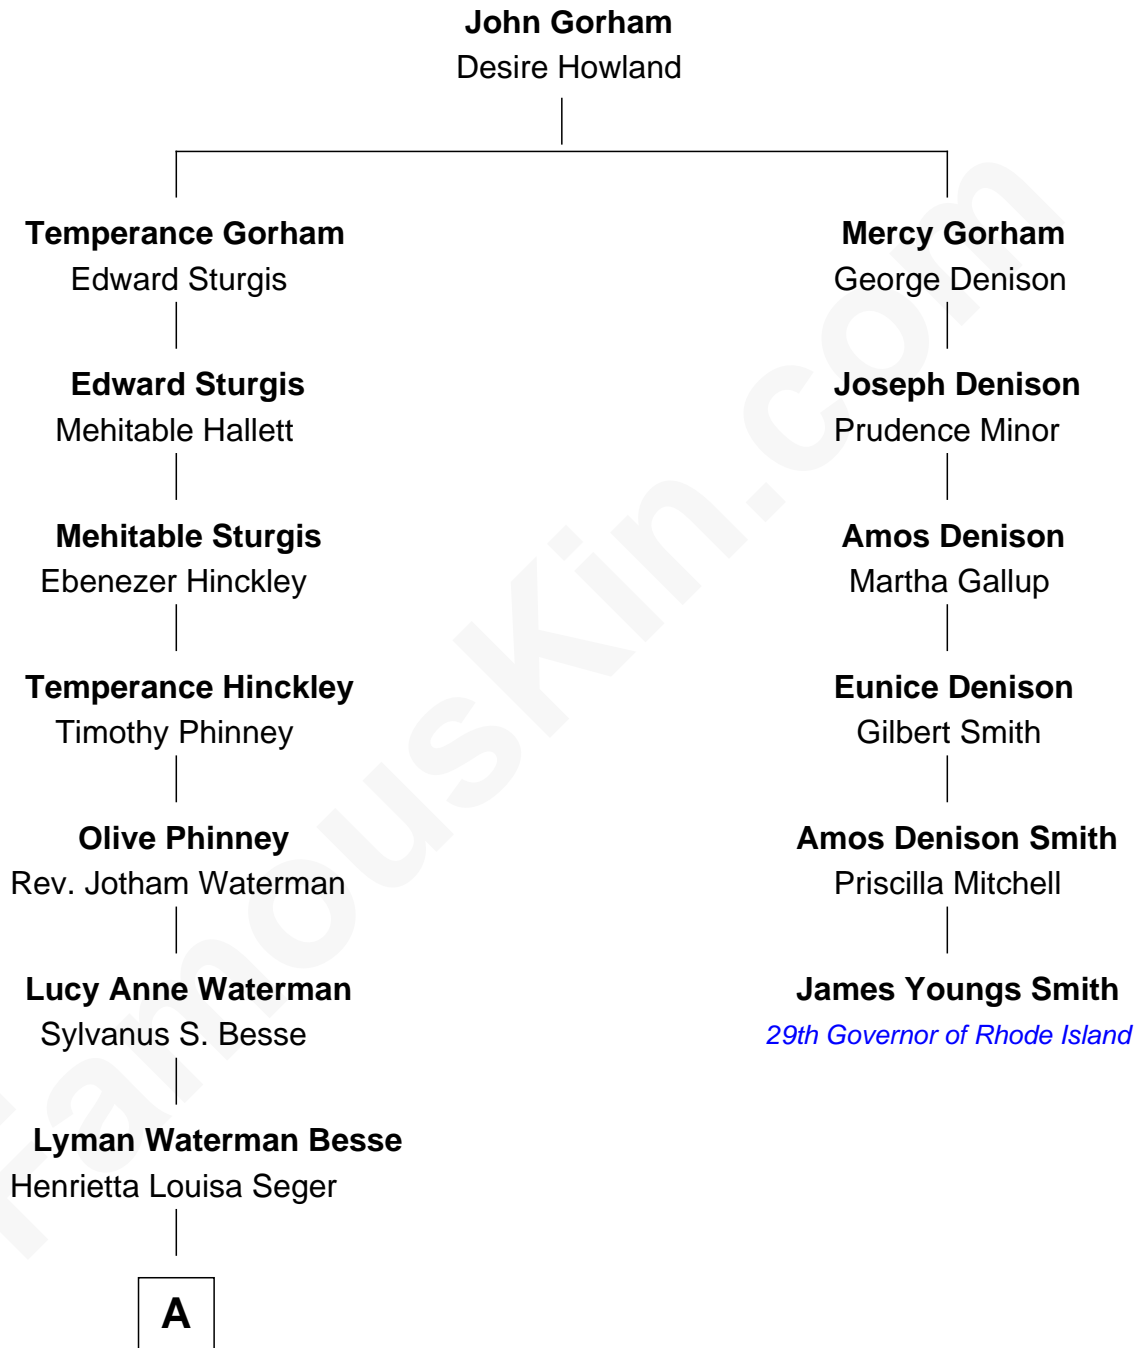 John Gorham
Desire Howland
Temperance Gorham
Edward Sturgis
Mercy Gorham
George Denison
Edward Sturgis
Mehitable Hallett
Joseph Denison
Prudence Minor
Mehitable Sturgis
Ebenezer Hinckley
Amos Denison
Martha Gallup
Temperance Hinckley
Timothy Phinney
Eunice Denison
Gilbert Smith
Olive Phinney
Rev. Jotham Waterman
Amos Denison Smith
Priscilla Mitchell
Lucy Anne Waterman
Sylvanus S. Besse
James Youngs Smith
29th Governor of Rhode Island
Lyman Waterman Besse
Henrietta Louisa Seger
A
FamousKin.com